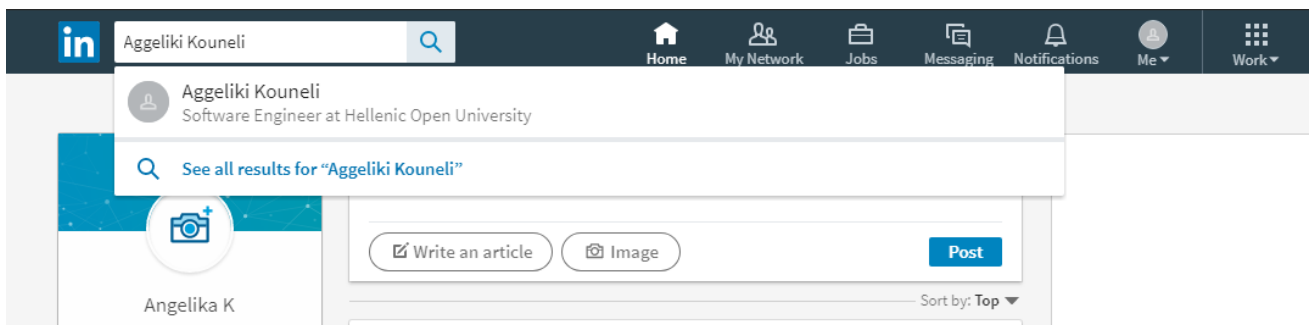 in Aggeliki Kouneli
Home My Network Jobs Messaging Notifications Me Work
Aggeliki Kouneli
Software Engineer at Hellenic Open University
See all results for “Aggeliki Kouneli”
Write an article Image Post
Sort by: Top
Angelika K